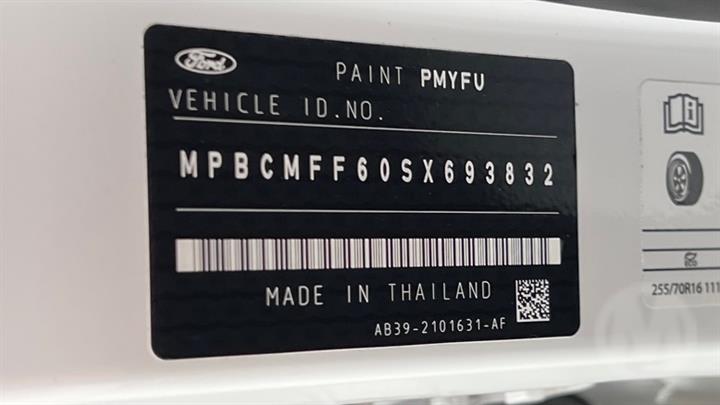 Ford
PAINT PMYFU
VEHICLE ID.NO.
MPBCMFF60SX693832
MADE IN THAILAND
AB39-2101631-AF
255/70R16 111
M